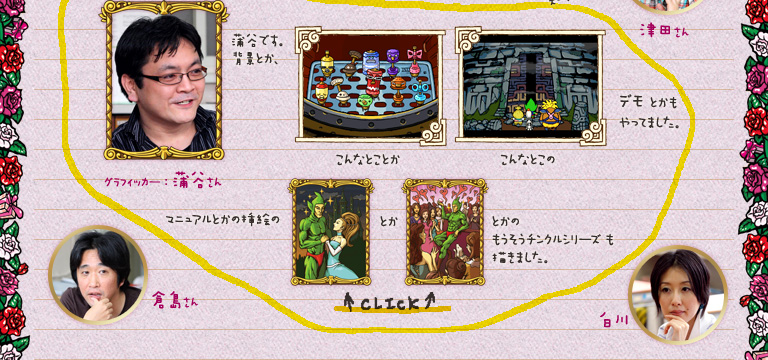 津田さん
蒲谷です。
背景とか、
デモとかも
やってました。
こんなとことか
こんなとこの
グラフィッカー：蒲谷さん
マニュアルとかの挿絵の
とか
とかの
もうそうチンクルシリーズも
描きました。
倉島さん
↑CLICK↑
白川